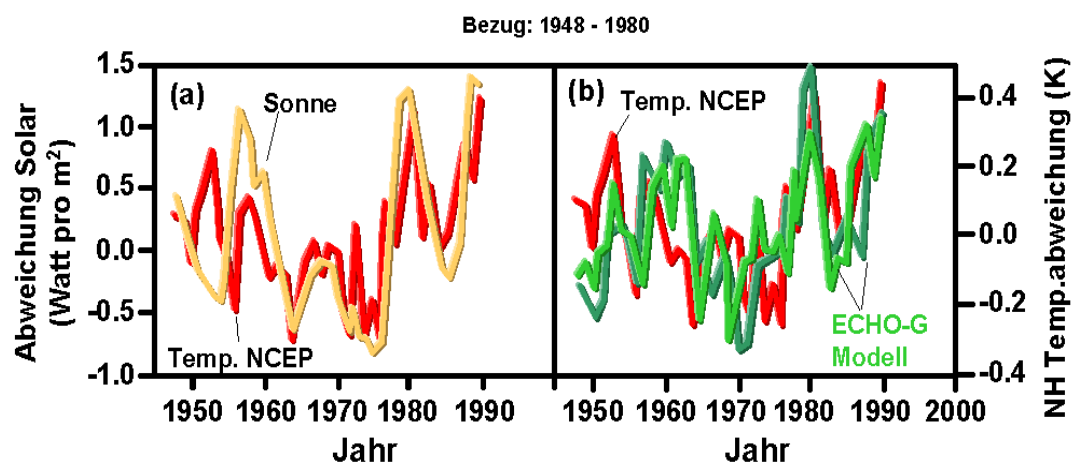 Bezug: 1948 - 1980
Abweichung Solar
(Watt pro m²)
1.5
1.0
0.5
0.0
-0.5
-1.0
(a)
Sonne
Temp. NCEP
1950 1960 1970 1980 1990
Jahr
(b)
Temp. NCEP
ECHO-G
Modell
1950 1960 1970 1980 1990 2000
Jahr
0.4
0.2
0.0
-0.2
-0.4
NH Temp.abweichung (K)